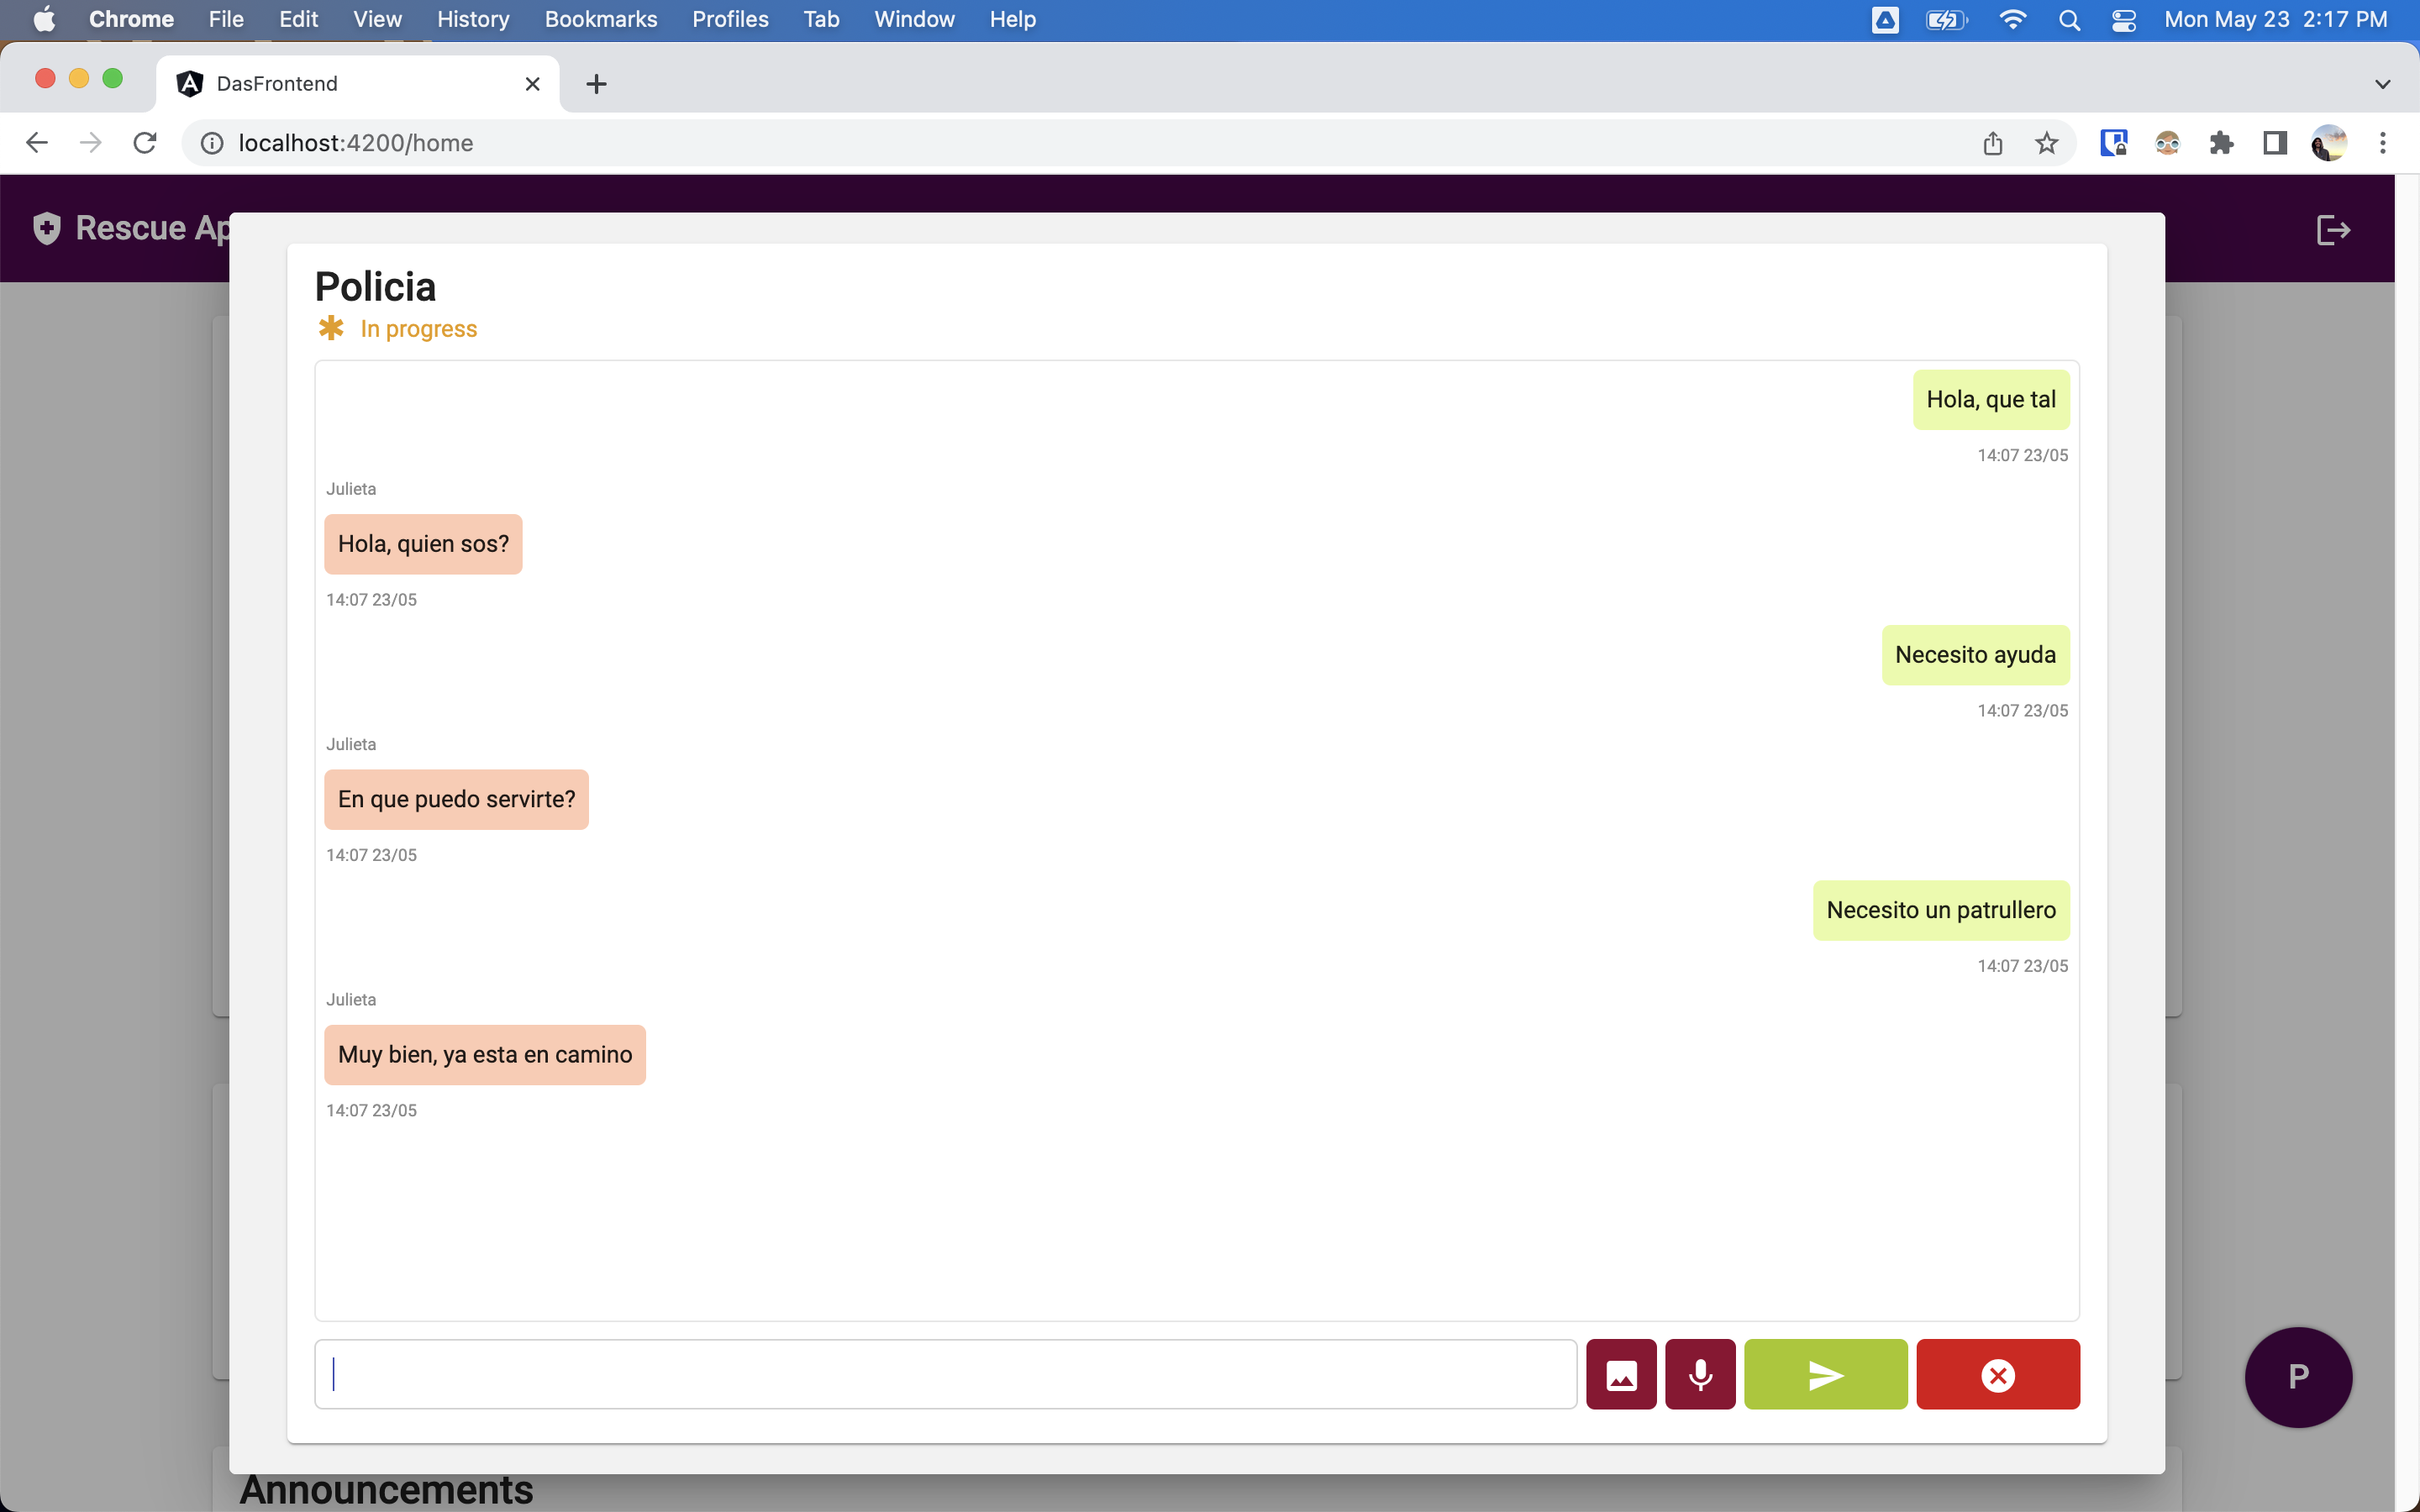 Chrome File Edit View History Bookmarks Profiles Tab Window Help Mon May 23 2:17 PM
DasFrontend
localhost:4200/home
Rescue Ap
Policia
In progress
Hola, que tal
14:07 23/05
Julieta
Hola, quien sos?
14:07 23/05
Necesito ayuda
14:07 23/05
Julieta
En que puedo servirte?
14:07 23/05
Necesito un patrullero
14:07 23/05
Julieta
Muy bien, ya esta en camino
14:07 23/05
P
Announcements